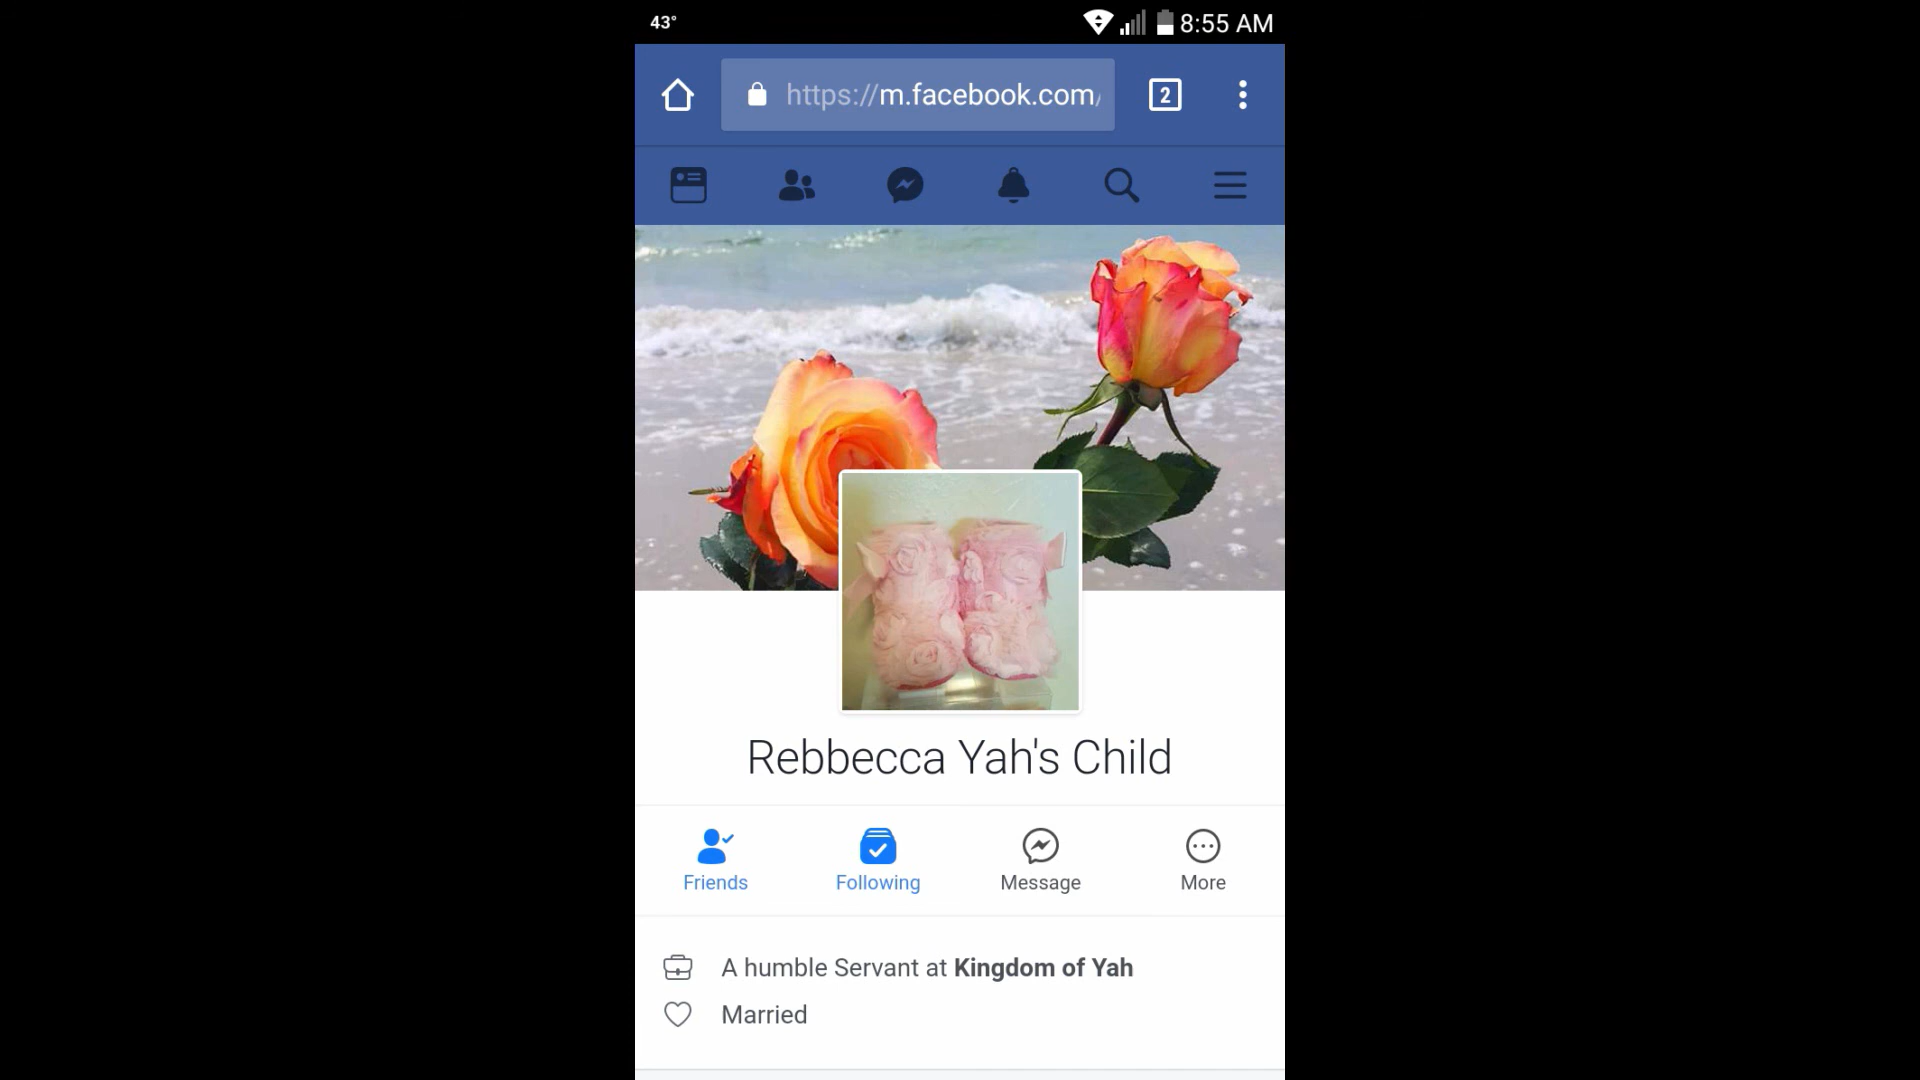 43°
8:55 AM
https://m.facebook.com/
2
Rebbecca Yah's Child
Friends
Following
Message
More
A humble Servant at Kingdom of Yah
Married